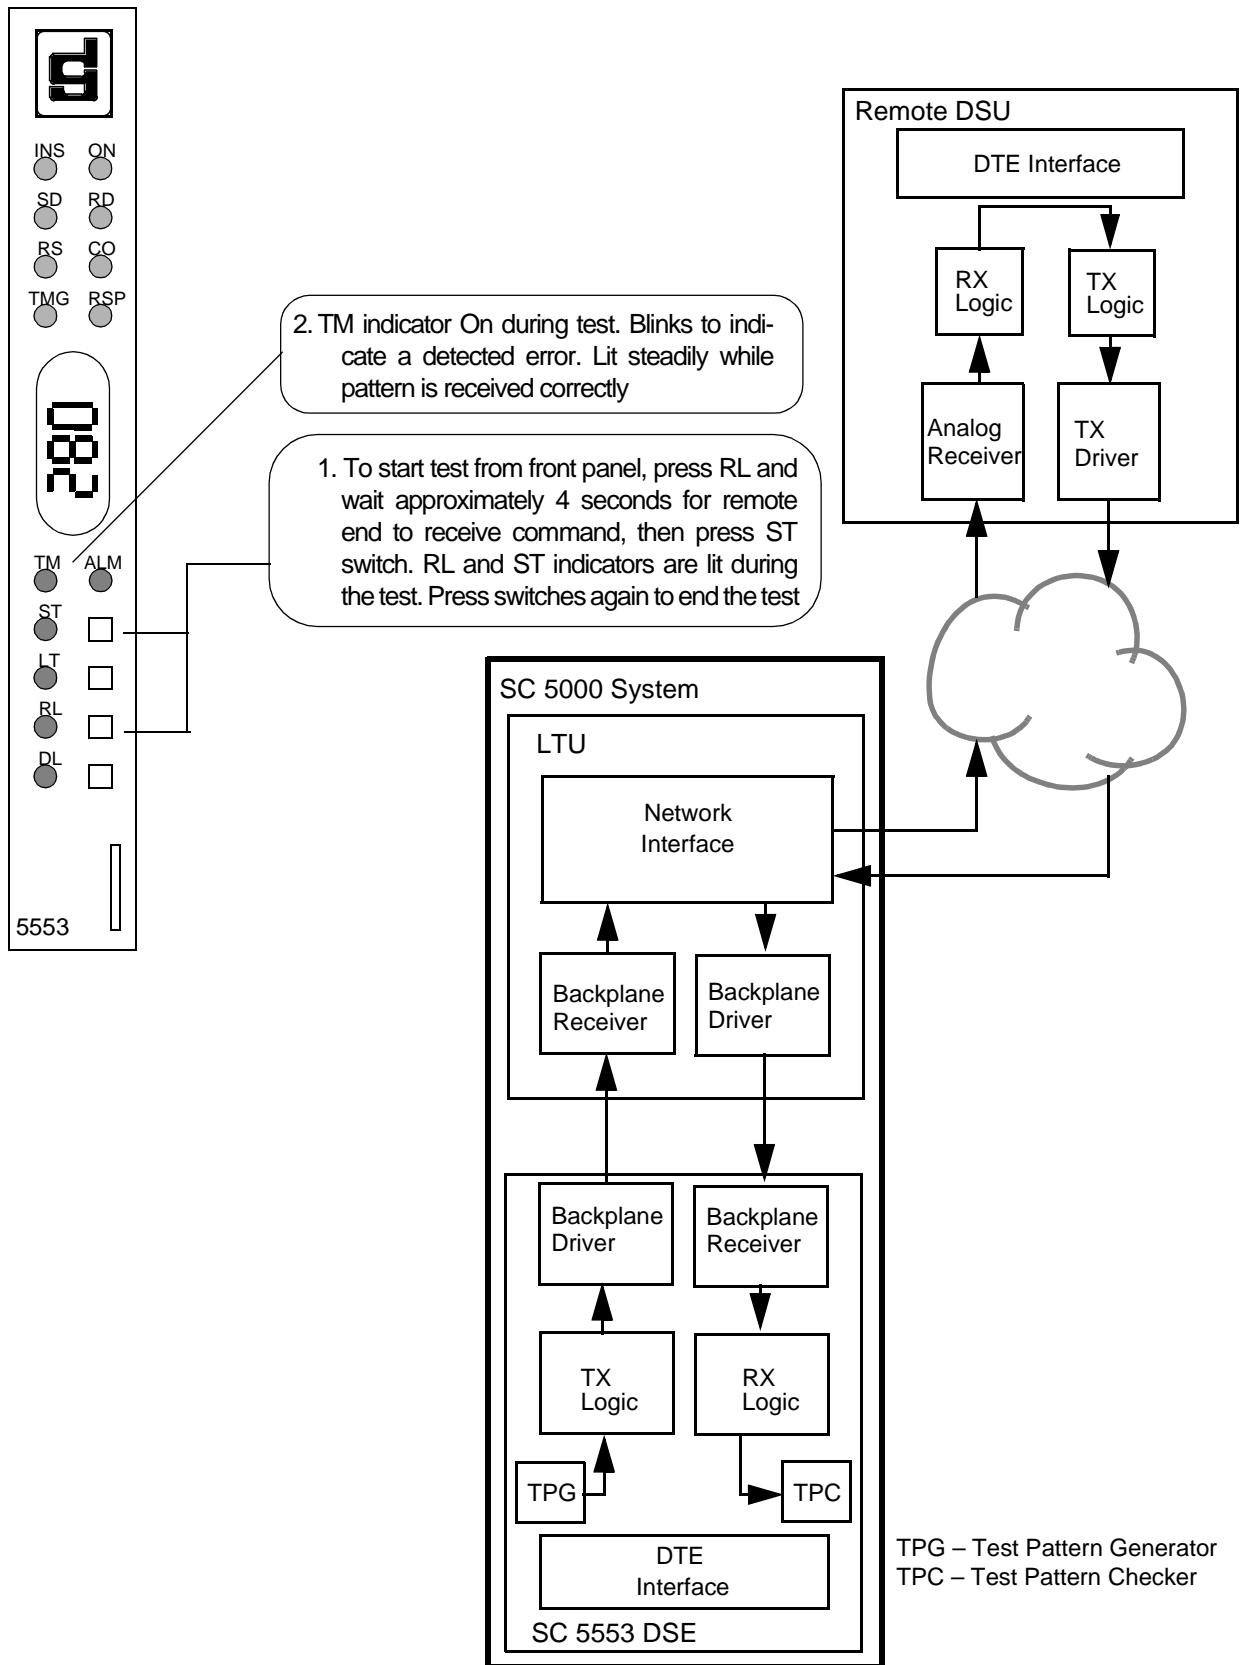 INS ON
SD RD
RS CO
TMG RSP
082
TM ALM
ST
LT
RL
DL
5553
2. TM indicator On during test. Blinks to indi-
cate a detected error. Lit steadily while
pattern is received correctly
1. To start test from front panel, press RL and
wait approximately 4 seconds for remote
end to receive command, then press ST
switch. RL and ST indicators are lit during
the test. Press switches again to end the test
Remote DSU
DTE Interface
RX
Logic
TX
Logic
Analog
Receiver
TX
Driver
SC 5000 System
LTU
Network
Interface
Backplane
Receiver
Backplane
Driver
Backplane
Driver
Backplane
Receiver
TX
Logic
RX
Logic
TPG
TPC
DTE
Interface
SC 5553 DSE
TPG – Test Pattern Generator
TPC – Test Pattern Checker